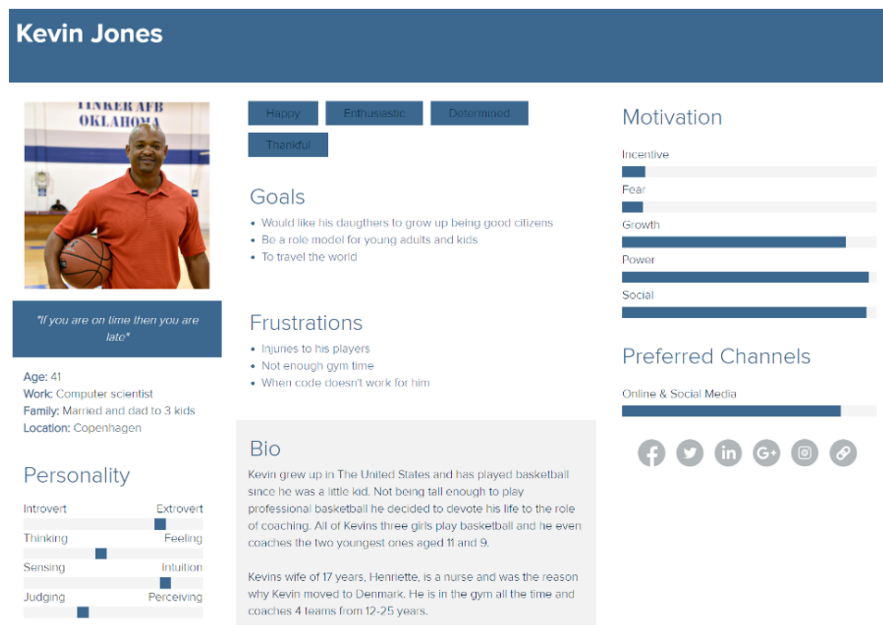 Kevin Jones
TINKER AFB
OKLAHOMA
"If you are on time then you are
late"
Age: 41
Work: Computer scientist
Family: Married and dad to 3 kids
Location: Copenhagen
Personality
Introvert Extrovert
Thinking Feeling
Sensing Intuition
Judging Perceiving
Happy Enthusiastic Determined
Thankful
Goals
• Would like his daugthers to grow up being good citizens
• Be a role model for young adults and kids
• To travel the world
Frustrations
• Injuries to his players
• Not enough gym time
• When code doesn't work for him
Bio
Kevin grew up in The United States and has played basketball
since he was a little kid. Not being tall enough to play
professional basketball he decided to devote his life to the role
of coaching. All of Kevins three girls play basketball and he even
coaches the two youngest ones aged 11 and 9.
Kevins wife of 17 years, Henriette, is a nurse and was the reason
why Kevin moved to Denmark. He is in the gym all the time and
coaches 4 teams from 12-25 years.
Motivation
Incentive
Fear
Growth
Power
Social
Preferred Channels
Online & Social Media